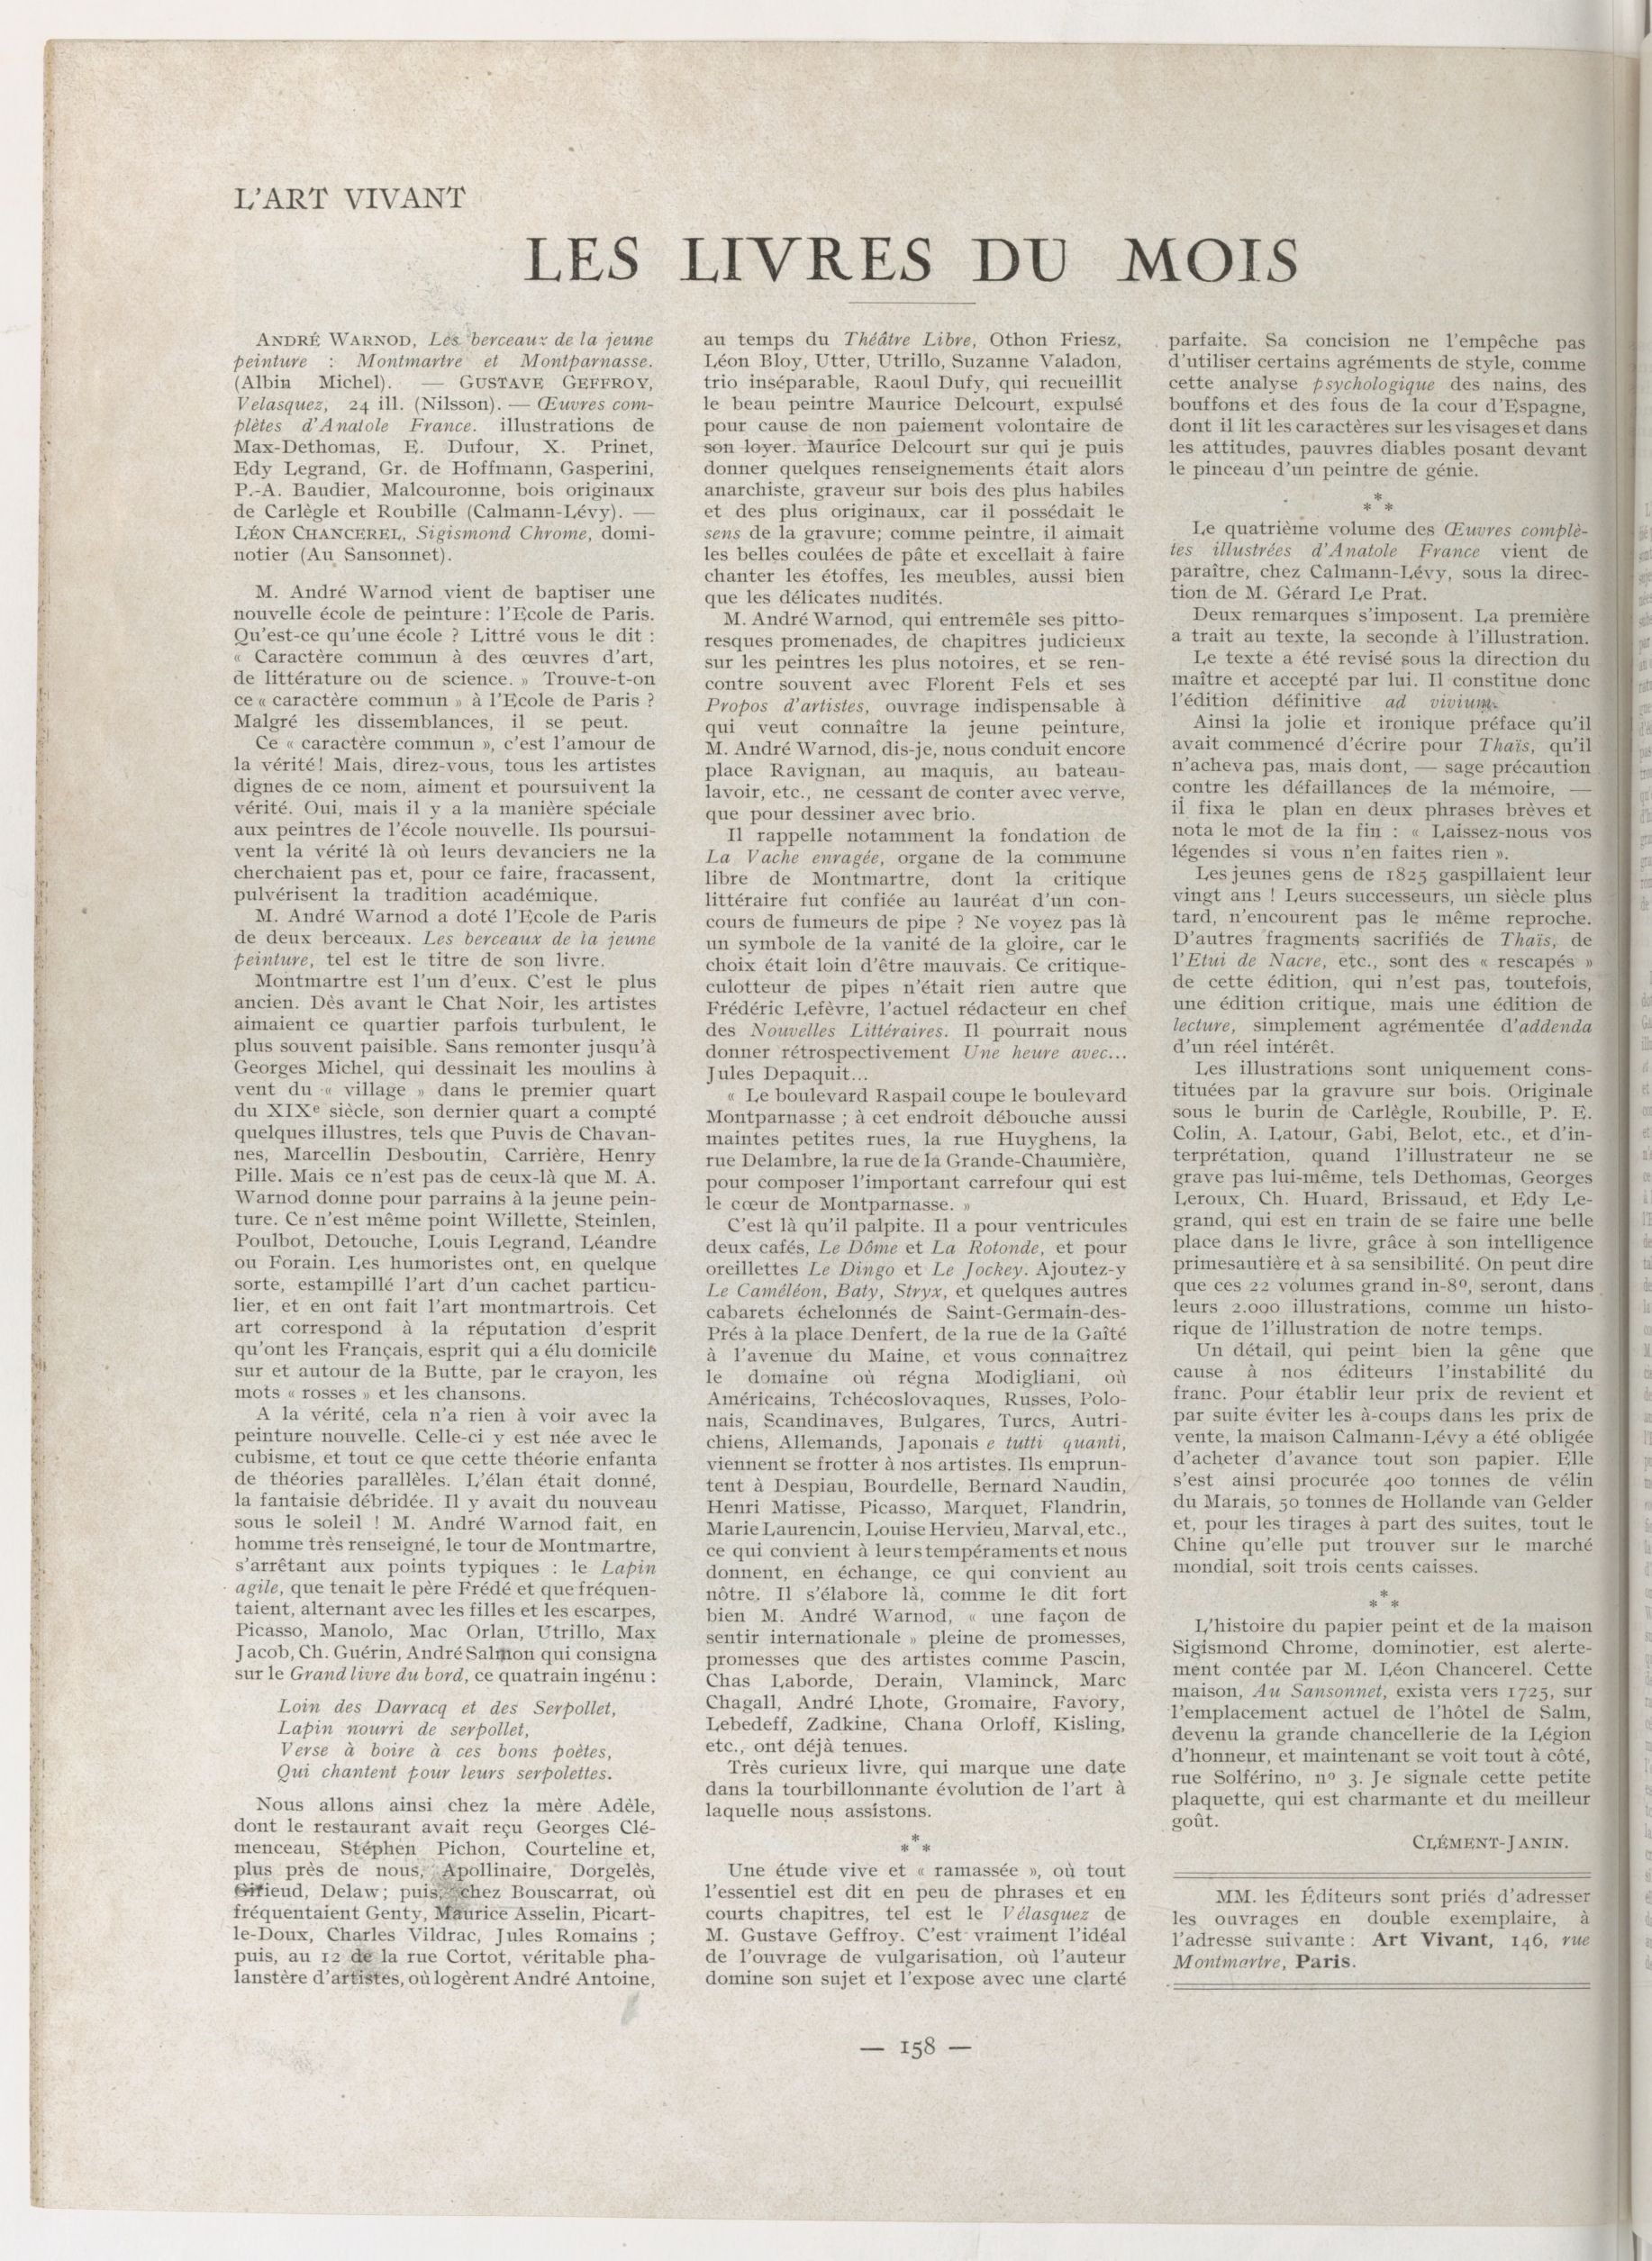 L'ART VIVANT
LES LIVRES DU MOIS
ANDRÉ WARNOD, Les berceaux de la jeune
peinture : Montmartre et Montparnasse.
(Albin Michel). — GUSTAVE GEFFROY,
Velasquez, 24 ill. (Nilsson). — Œuvres com-
plètes d'Anatole France. illustrations de
Max-Dethomas, E. Dufour, X. Prinet,
Edy Legrand, Gr. de Hoffmann, Gasperini,
P.-A. Baudier, Malcouronne, bois originaux
de Carlègle et Roubille (Calmann-Lévy). —
LÉON CHANCEREL, Sigismond Chrome, domi-
notier (Au Sansonnet).
M. André Warnod vient de baptiser une
nouvelle école de peinture : l'Ecole de Paris.
Qu'est-ce qu'une école ? Littré vous le dit :
« Caractère commun à des œuvres d'art,
de littérature ou de science. » Trouve-t-on
ce « caractère commun » à l'Ecole de Paris ?
Malgré les dissemblances, il se peut.
Ce « caractère commun », c'est l'amour de
la vérité! Mais, direz-vous, tous les artistes
dignes de ce nom, aiment et poursuivent la
vérité. Oui, mais il y a la manière spéciale
aux peintres de l'école nouvelle. Ils poursui-
vent la vérité là où leurs devanciers ne la
cherchaient pas et, pour ce faire, fracassent,
pulvérisent la tradition académique.
M. André Warnod a doté l'Ecole de Paris
de deux berceaux. Les berceaux de la jeune
peinture, tel est le titre de son livre.
Montmartre est l'un d'eux. C'est le plus
ancien. Dès avant le Chat Noir, les artistes
aimaient ce quartier parfois turbulent, le
plus souvent paisible. Sans remonter jusqu'à
Georges Michel, qui dessinait les moulins à
vent du « village » dans le premier quart
du XIXe siècle, son dernier quart a compté
quelques illustres, tels que Puvis de Chavan-
nes, Marcellin Desboutin, Carrière, Henry
Pille. Mais ce n'est pas de ceux-là que M. A.
Warnod donne pour parrains à la jeune pein-
ture. Ce n'est même point Willette, Steinlen,
Poulbot, Detouche, Louis Legrand, Léandre
ou Forain. Les humoristes ont, en quelque
sorte, estampillé l'art d'un cachet particu-
lier, et en ont fait l'art montmartrois. Cet
art correspond à la réputation d'esprit
qu'ont les Français, esprit qui a élu domicile
sur et autour de la Butte, par le crayon, les
mots « rosses » et les chansons.
A la vérité, cela n'a rien à voir avec la
peinture nouvelle. Celle-ci y est née avec le
cubisme, et tout ce que cette théorie enfanta
de théories parallèles. L'élan était donné,
la fantaisie débridée. Il y avait du nouveau
sous le soleil ! M. André Warnod fait, en
homme très renseigné, le tour de Montmartre,
s'arrêtant aux points typiques : le Lapin
agile, que tenait le père Frédé et que fréquen-
taient, alternant avec les filles et les escarpes,
Picasso, Manolo, Mac Orlan, Utrillo, Max
Jacob, Ch. Guérin, André Salmon qui consigna
sur le Grand livre du bord, ce quatrain ingénu :
Loin des Darracq et des Serpollet,
Lapin nourri de serpollet,
Verse à boire à ces bons poètes,
Qui chantent pour leurs serpolettes.
Nous allons ainsi chez la mère Adèle,
dont le restaurant avait reçu Georges Clé-
menceau, Stéphen Pichon, Courteline et,
plus près de nous, Apollinaire, Dorgelès,
Girieud, Delaw; puis, chez Bouscarrat, où
fréquentaient Genty, Maurice Asselin, Picart-
le-Doux, Charles Vildrac, Jules Romains ;
puis, au 12 de la rue Cortot, véritable pha-
lanstère d'artistes, où logèrent André Antoine,
au temps du Théâtre Libre, Othon Friesz,
Léon Bloy, Utter, Utrillo, Suzanne Valadon,
trio inséparable, Raoul Dufy, qui recueillit
le beau peintre Maurice Delcourt, expulsé
pour cause de non paiement volontaire de
son loyer. Maurice Delcourt sur qui je puis
donner quelques renseignements était alors
anarchiste, graveur sur bois des plus habiles
et des plus originaux, car il possédait le
sens de la gravure; comme peintre, il aimait
les belles coulées de pâte et excellait à faire
chanter les étoffes, les meubles, aussi bien
que les délicates nudités.
M. André Warnod, qui entremêle ses pitto-
resques promenades, de chapitres judicieux
sur les peintres les plus notoires, et se ren-
contre souvent avec Florent Fels et ses
Propos d'artistes, ouvrage indispensable à
qui veut connaître la jeune peinture,
M. André Warnod, dis-je, nous conduit encore
place Ravignan, au maquis, au bateau-
lavoir, etc., ne cessant de conter avec verve,
que pour dessiner avec brio.
Il rappelle notamment la fondation de
La Vache enragée, organe de la commune
libre de Montmartre, dont la critique
littéraire fut confiée au lauréat d'un con-
cours de fumeurs de pipe ? Ne voyez pas là
un symbole de la vanité de la gloire, car le
choix était loin d'être mauvais. Ce critique-
culotteur de pipes n'était rien autre que
Frédéric Lefèvre, l'actuel rédacteur en chef
des Nouvelles Littéraires. Il pourrait nous
donner rétrospectivement Une heure avec...
Jules Depaquit...
« Le boulevard Raspail coupe le boulevard
Montparnasse ; à cet endroit débouche aussi
maintes petites rues, la rue Huyghens, la
rue Delambre, la rue de la Grande-Chaumière,
pour composer l'important carrefour qui est
le cœur de Montparnasse. »
C'est là qu'il palpite. Il a pour ventricules
deux cafés, Le Dôme et La Rotonde, et pour
oreillettes Le Dingo et Le Jockey. Ajoutez-y
Le Caméléon, Baty, Stryx, et quelques autres
cabarets échelonnés de Saint-Germain-des-
Prés à la place Denfert, de la rue de la Gaîté
à l'avenue du Maine, et vous connaîtrez
le domaine où régna Modigliani, où
Américains, Tchécoslovaques, Russes, Polo-
nais, Scandinaves, Bulgares, Turcs, Autri-
chiens, Allemands, Japonais e tutti quanti,
viennent se frotter à nos artistes. Ils emprun-
tent à Despiau, Bourdelle, Bernard Naudin,
Henri Matisse, Picasso, Marquet, Flandrin,
Marie Laurencin, Louise Hervieu, Marval, etc.,
ce qui convient à leurs tempéraments et nous
donnent, en échange, ce qui convient au
nôtre. Il s'élabore là, comme le dit fort
bien M. André Warnod, « une façon de
sentir internationale » pleine de promesses,
promesses que des artistes comme Pascin,
Chas Laborde, Derain, Vlaminck, Marc
Chagall, André Lhote, Gromaire, Favory,
Lebedeff, Zadkine, Chana Orloff, Kisling,
etc., ont déjà tenues.
Très curieux livre, qui marque une date
dans la tourbillonnante évolution de l'art à
laquelle nous assistons.
* * *
Une étude vive et « ramassée », où tout
l'essentiel est dit en peu de phrases et en
courts chapitres, tel est le Vélasquez de
M. Gustave Geffroy. C'est vraiment l'idéal
de l'ouvrage de vulgarisation, où l'auteur
domine son sujet et l'expose avec une clarté
parfaite. Sa concision ne l'empêche pas
d'utiliser certains agréments de style, comme
cette analyse psychologique des nains, des
bouffons et des fous de la cour d'Espagne,
dont il lit les caractères sur les visages et dans
les attitudes, pauvres diables posant devant
le pinceau d'un peintre de génie.
* * *
Le quatrième volume des Œuvres complè-
tes illustrées d'Anatole France vient de
paraître, chez Calmann-Lévy, sous la direc-
tion de M. Gérard Le Prat.
Deux remarques s'imposent. La première
a trait au texte, la seconde à l'illustration.
Le texte a été revisé sous la direction du
maître et accepté par lui. Il constitue donc
l'édition définitive ad vivium.
Ainsi la jolie et ironique préface qu'il
avait commencé d'écrire pour Thaïs, qu'il
n'acheva pas, mais dont, — sage précaution
contre les défaillances de la mémoire, —
il fixa le plan en deux phrases brèves et
nota le mot de la fin : « Laissez-nous vos
légendes si vous n'en faites rien ».
Les jeunes gens de 1825 gaspillaient leur
vingt ans ! Leurs successeurs, un siècle plus
tard, n'encourent pas le même reproche.
D'autres fragments sacrifiés de Thaïs, de
l'Etui de Nacre, etc., sont des « rescapés »
de cette édition, qui n'est pas, toutefois,
une édition critique, mais une édition de
lecture, simplement agrémentée d'addenda
d'un réel intérêt.
Les illustrations sont uniquement cons-
tituées par la gravure sur bois. Originale
sous le burin de Carlègle, Roubille, P. E.
Colin, A. Latour, Gabi, Belot, etc., et d'in-
terprétation, quand l'illustrateur ne se
grave pas lui-même, tels Dethomas, Georges
Leroux, Ch. Huard, Brissaud, et Edy Le-
grand, qui est en train de se faire une belle
place dans le livre, grâce à son intelligence
primesautière et à sa sensibilité. On peut dire
que ces 22 volumes grand in-8º, seront, dans
leurs 2.000 illustrations, comme un histo-
rique de l'illustration de notre temps.
Un détail, qui peint bien la gêne que
cause à nos éditeurs l'instabilité du
franc. Pour établir leur prix de revient et
par suite éviter les à-coups dans les prix de
vente, la maison Calmann-Lévy a été obligée
d'acheter d'avance tout son papier. Elle
s'est ainsi procurée 400 tonnes de vélin
du Marais, 50 tonnes de Hollande van Gelder
et, pour les tirages à part des suites, tout le
Chine qu'elle put trouver sur le marché
mondial, soit trois cents caisses.
* * *
L'histoire du papier peint et de la maison
Sigismond Chrome, dominotier, est alerte-
ment contée par M. Léon Chancerel. Cette
maison, Au Sansonnet, exista vers 1725, sur
l'emplacement actuel de l'hôtel de Salm,
devenu la grande chancellerie de la Légion
d'honneur, et maintenant se voit tout à côté,
rue Solférino, nº 3. Je signale cette petite
plaquette, qui est charmante et du meilleur
goût.
CLÉMENT-JANIN.
MM. les Éditeurs sont priés d'adresser
les ouvrages en double exemplaire, à
l'adresse suivante : Art Vivant, 146, rue
Montmartre, Paris.
— 158 —